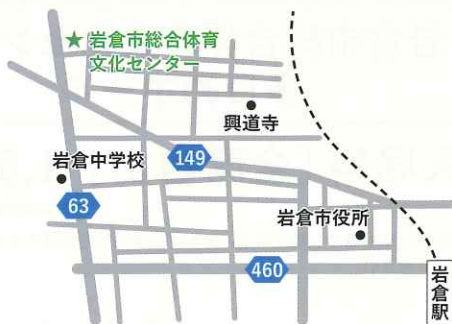 ★ 岩倉市総合体育
文化センター
興道寺
岩倉中学校
149
63
岩倉市役所
460
岩倉駅